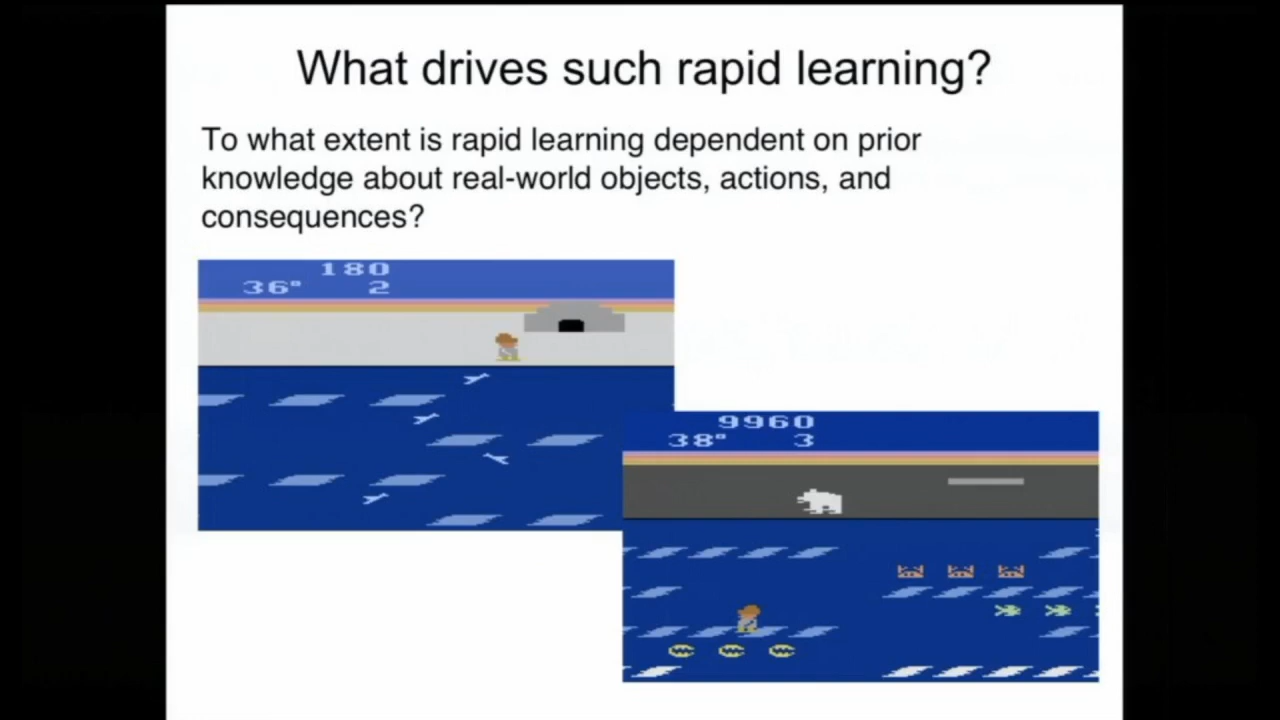 What drives such rapid learning?
To what extent is rapid learning dependent on prior
knowledge about real-world objects, actions, and
consequences?
180
36° 2
9960
38° 3